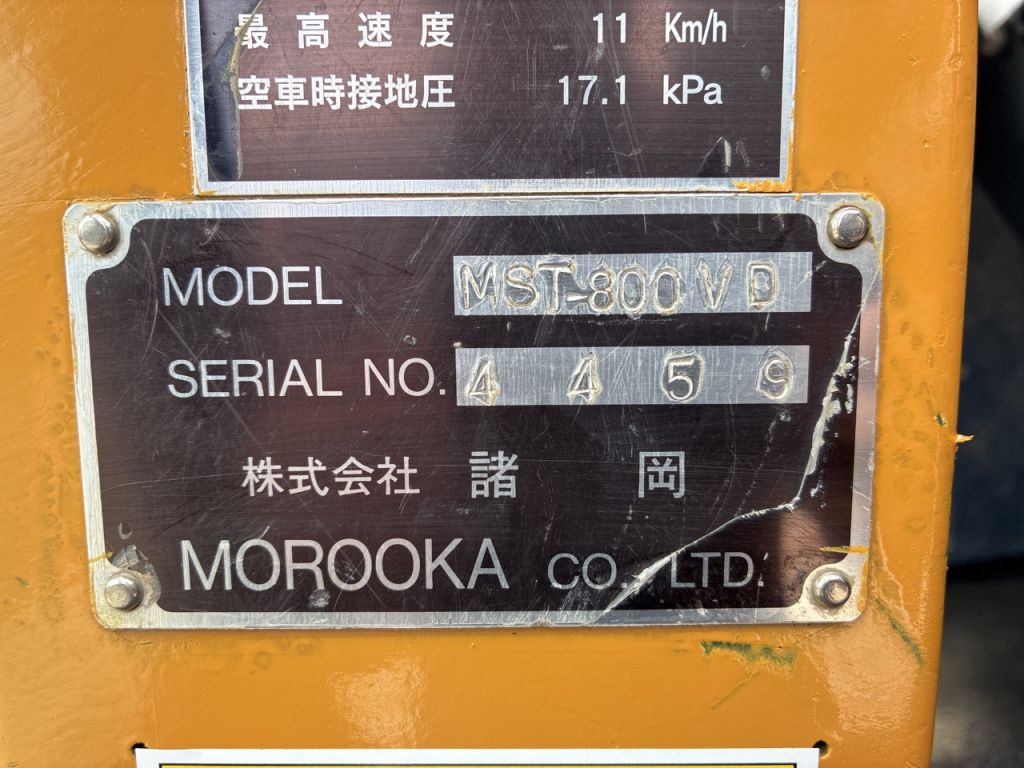 最高速度 11 Km/h
空車時接地圧 17.1 kPa
MODEL MST-800VD
SERIAL NO. 4459
株式会社 諸岡
MOROOKA CO., LTD.